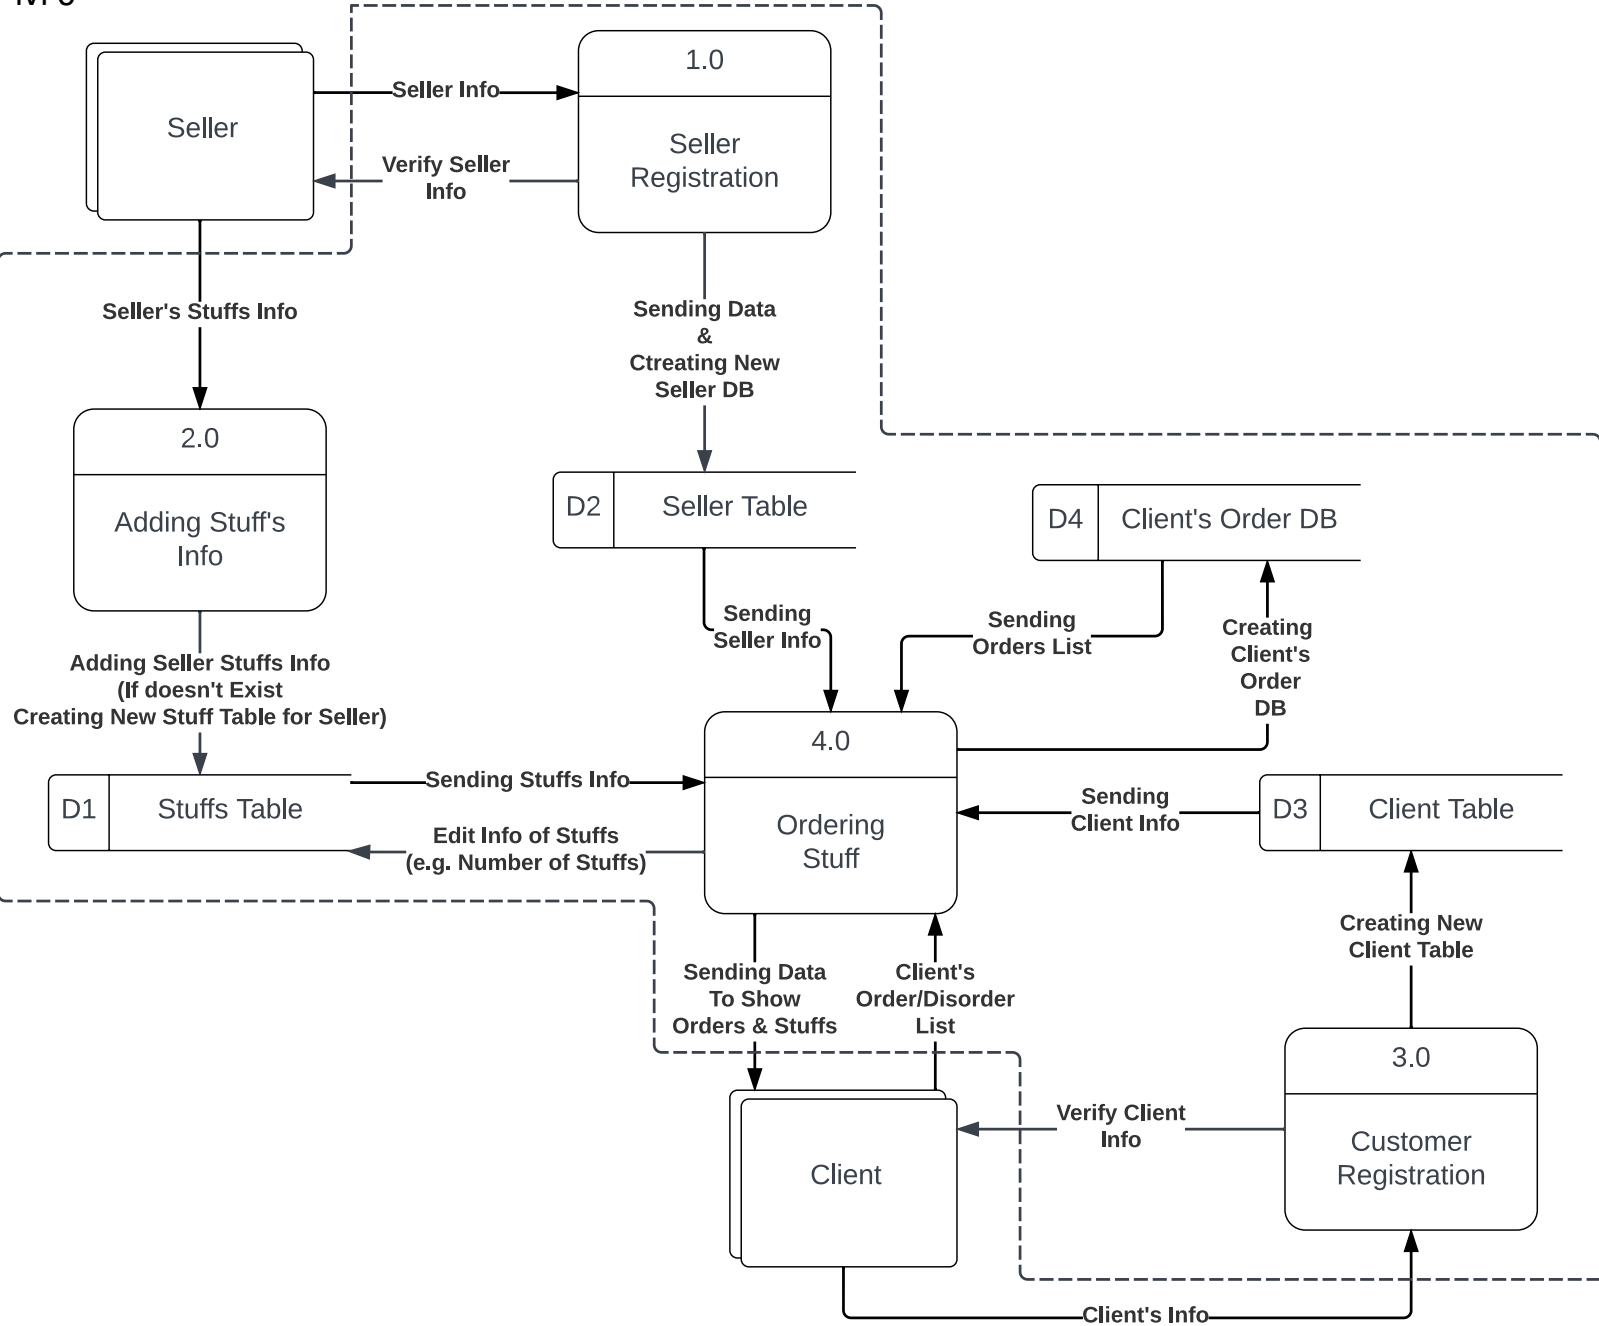 1.0
Seller Info
Seller
Seller
Registration
Verify Seller
Info
Seller's Stuffs Info
Sending Data
&
Ctreating New
Seller DB
2.0
Adding Stuff's
Info
D2
Seller Table
D4
Client's Order DB
Sending
Seller Info
Sending
Orders List
Creating
Client's
Order
DB
Adding Seller Stuffs Info
(If doesn't Exist
Creating New Stuff Table for Seller)
4.0
Ordering
Stuff
D1
Stuffs Table
Sending Stuffs Info
Edit Info of Stuffs
(e.g. Number of Stuffs)
Sending
Client Info
D3
Client Table
Creating New
Client Table
Sending Data
To Show
Orders & Stuffs
Client's
Order/Disorder
List
3.0
Customer
Registration
Verify Client
Info
Client
Client's Info